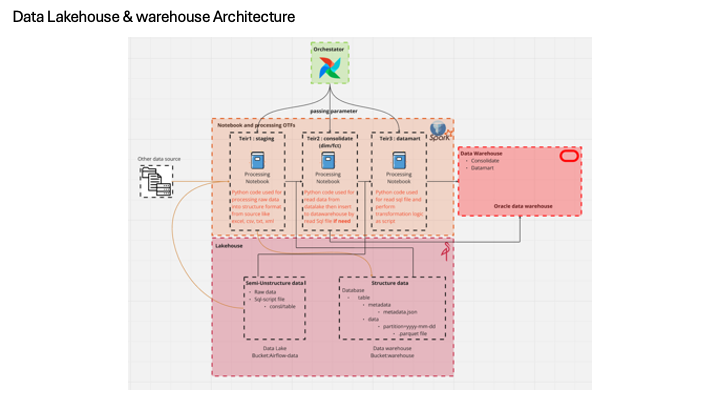 Data Lakehouse & warehouse Architecture
Orchestrator
passing parameter
Notebook and processing OTFs
Spark
Teir1 : staging
Teir2 : consolidate
(dim/fct)
Teir3 : datamart
Processing
Notebook
Processing
Notebook
Processing
Notebook
Python code used for
processing raw data
into structure format
from source like
excel, csv, txt, xml
Python code used for
read data from
datalake then insert
to datawarehouse by
read Sql file if need
Python code used
for read sql file and
perform
transformation logic
as script
Other data source
Data Warehouse
• Consolidate
• Datamart
Oracle data warehouse
Lakehouse
Semi-Unstructure data
• Raw data
• Sql-script file
• conf/table
Data Lake
Bucket:Airflow-data
Structure data
Database
• table
• metadata
• metadata.json
• data
• partition=yyyy-mm-dd
• parquet file
Data warehouse
Bucket:warehouse